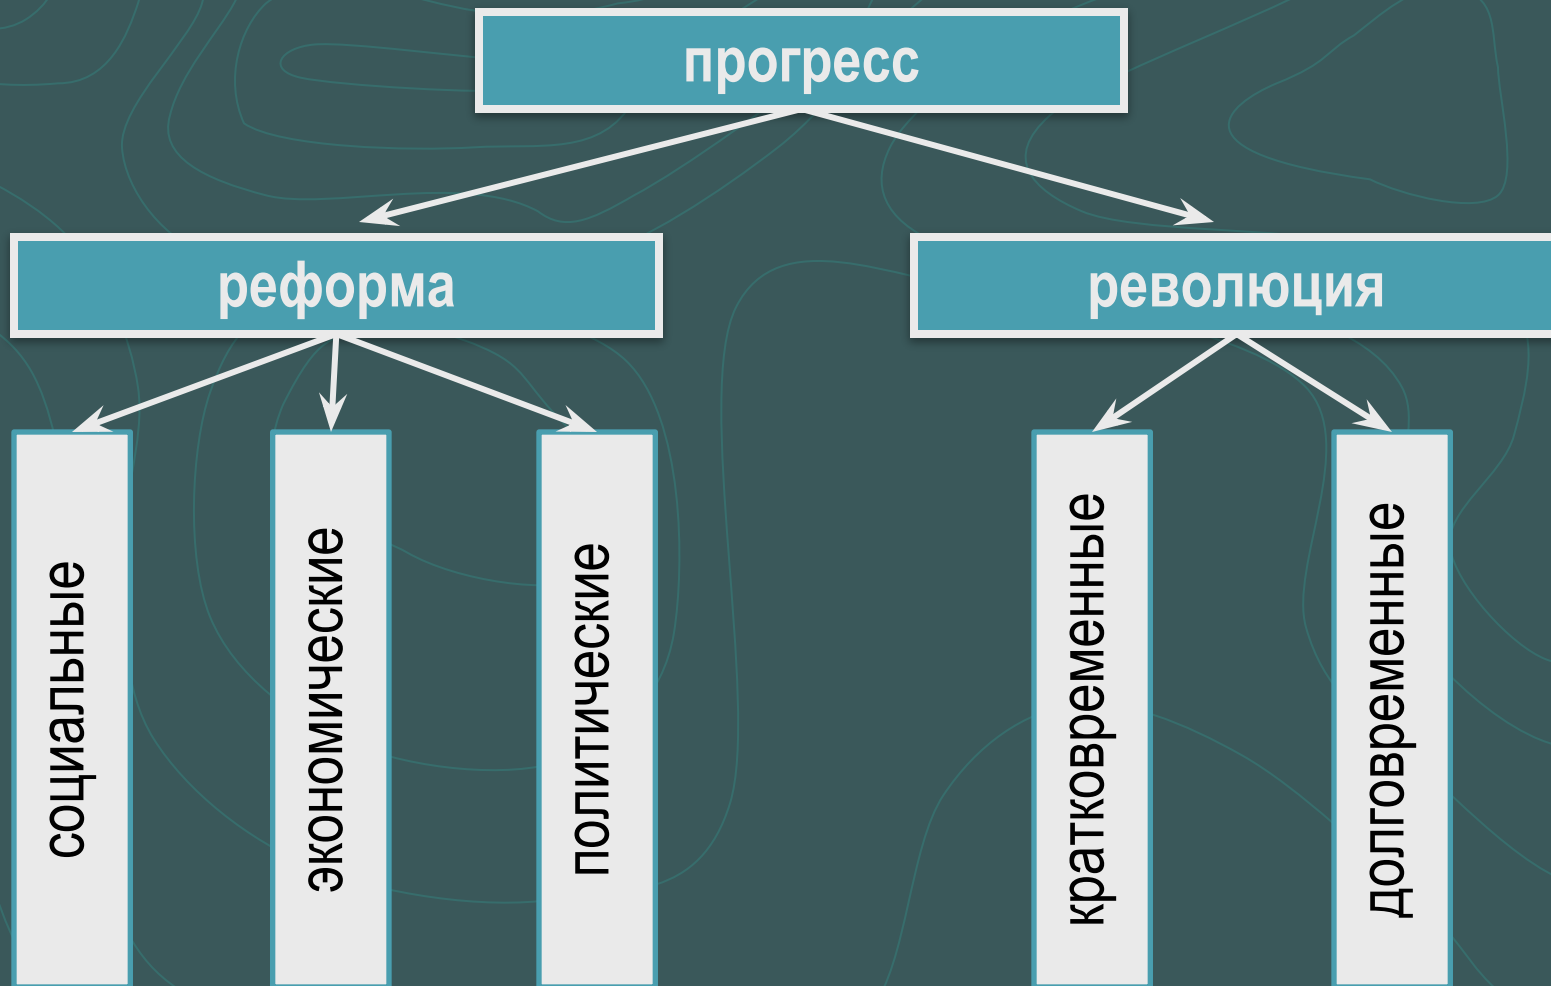 прогресс
реформа
революция
социальные
экономические
политические
кратковременные
долговременные